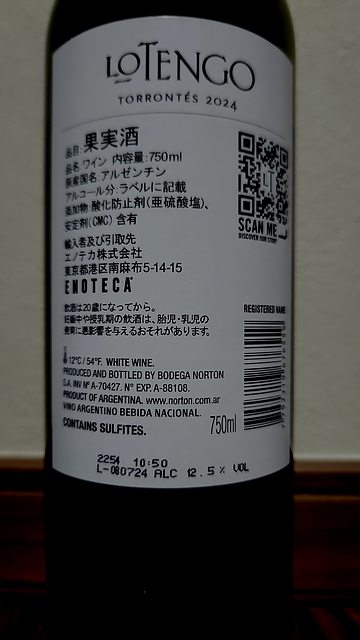 LOTENGO
TORRONTÉS 2024
品目:果実酒
品名:ワイン 内容量:750ml
原産国名:アルゼンチン
アルコール分:ラベルに記載
添加物:酸化防止剤(亜硫酸塩)、
安定剤(CMC)含有
輸入者及び引取先
エノテカ株式会社
東京都港区南麻布5-14-15
ENOTECA
飲酒は20歳になってから。
妊娠中や授乳期の飲酒は、胎児・乳児の
発育に悪影響を与えるおそれがあります。
SCAN ME
DISCOVER OUR STORY
REGISTERED NAME
12°C / 54°F. WHITE WINE.
PRODUCED AND BOTTLED BY BODEGA NORTON
S.A. INV Nº A-70427. Nº EXP. A-88108.
PRODUCT OF ARGENTINA. www.norton.com.ar
VINO ARGENTINO BEBIDA NACIONAL.
CONTAINS SULFITES.
750ml
2254 10:50
L-080724 ALC 12.5% VOL